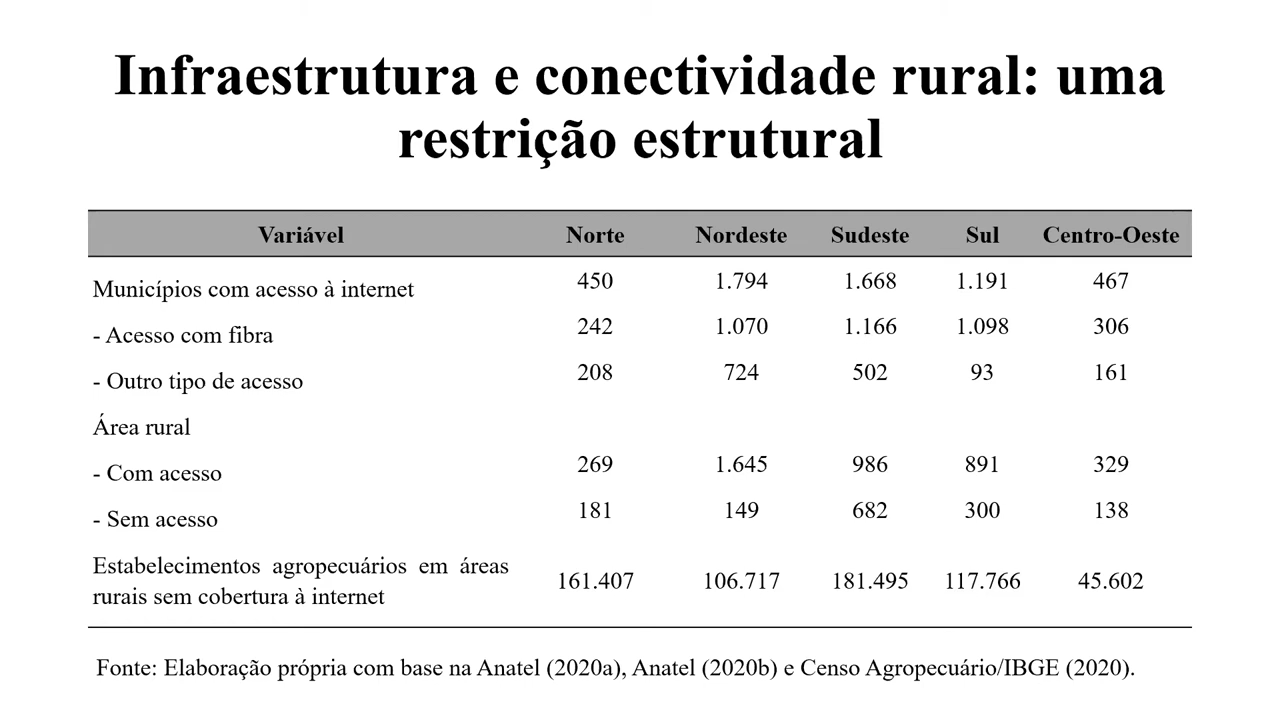 Infraestrutura e conectividade rural: uma
restrição estrutural
Variável Norte Nordeste Sudeste Sul Centro-Oeste
Municípios com acesso à internet 450 1.794 1.668 1.191 467
- Acesso com fibra 242 1.070 1.166 1.098 306
- Outro tipo de acesso 208 724 502 93 161
Área rural
- Com acesso 269 1.645 986 891 329
- Sem acesso 181 149 682 300 138
Estabelecimentos agropecuários em áreas
rurais sem cobertura à internet 161.407 106.717 181.495 117.766 45.602
Fonte: Elaboração própria com base na Anatel (2020a), Anatel (2020b) e Censo Agropecuário/IBGE (2020).